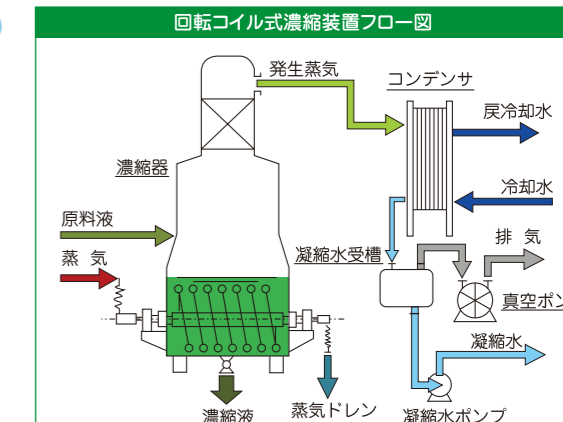 回転コイル式濃縮装置フロー図
発生蒸気
コンデンサ
戻冷却水
濃縮器
冷却水
原料液
排 気
蒸 気
凝縮水受槽
真空ポン
凝縮水
濃縮液
蒸気ドレン
凝縮水ポンプ